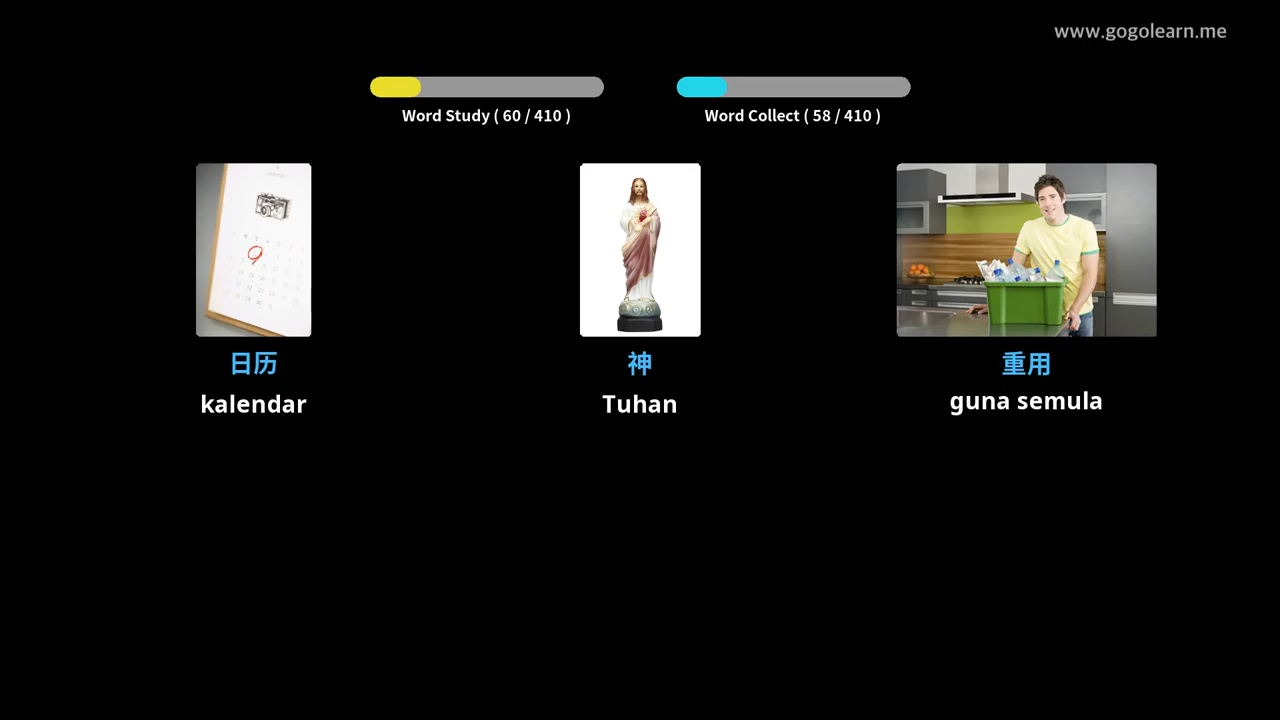 www.gogolearn.me
Word Study ( 60 / 410 )
Word Collect ( 58 / 410 )
日历
神
重用
kalendar
Tuhan
guna semula